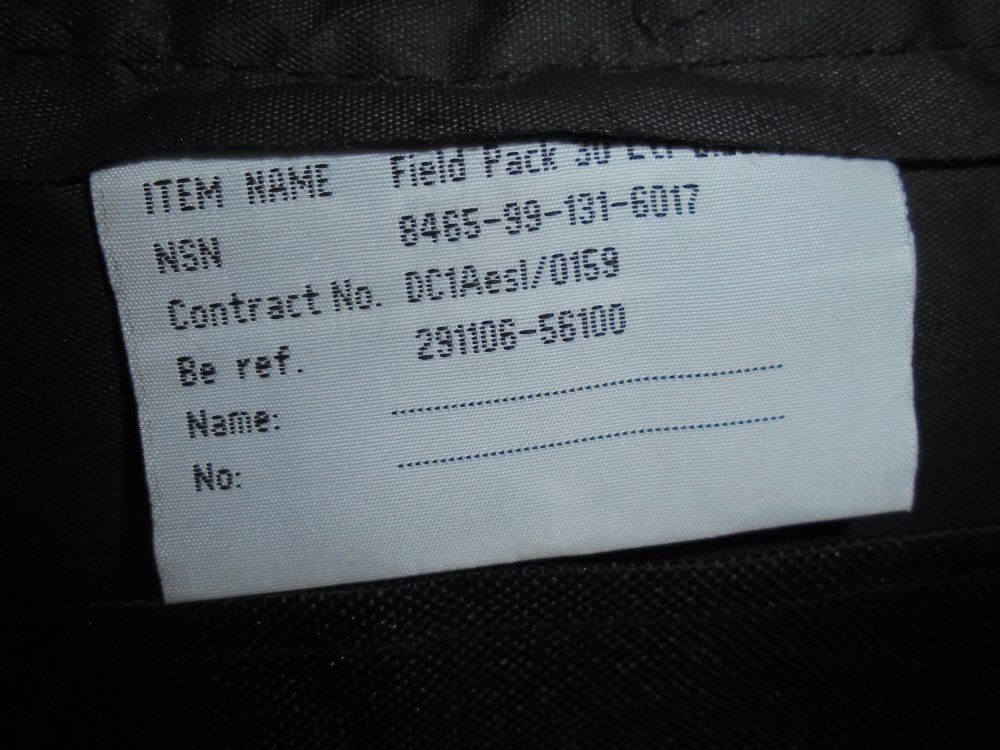 ITEM NAME Field Pack 30 Ltr
NSN 8465-99-131-6017
Contract No. DC1Aesl/0159
Be ref. 291106-56100
Name:
No: